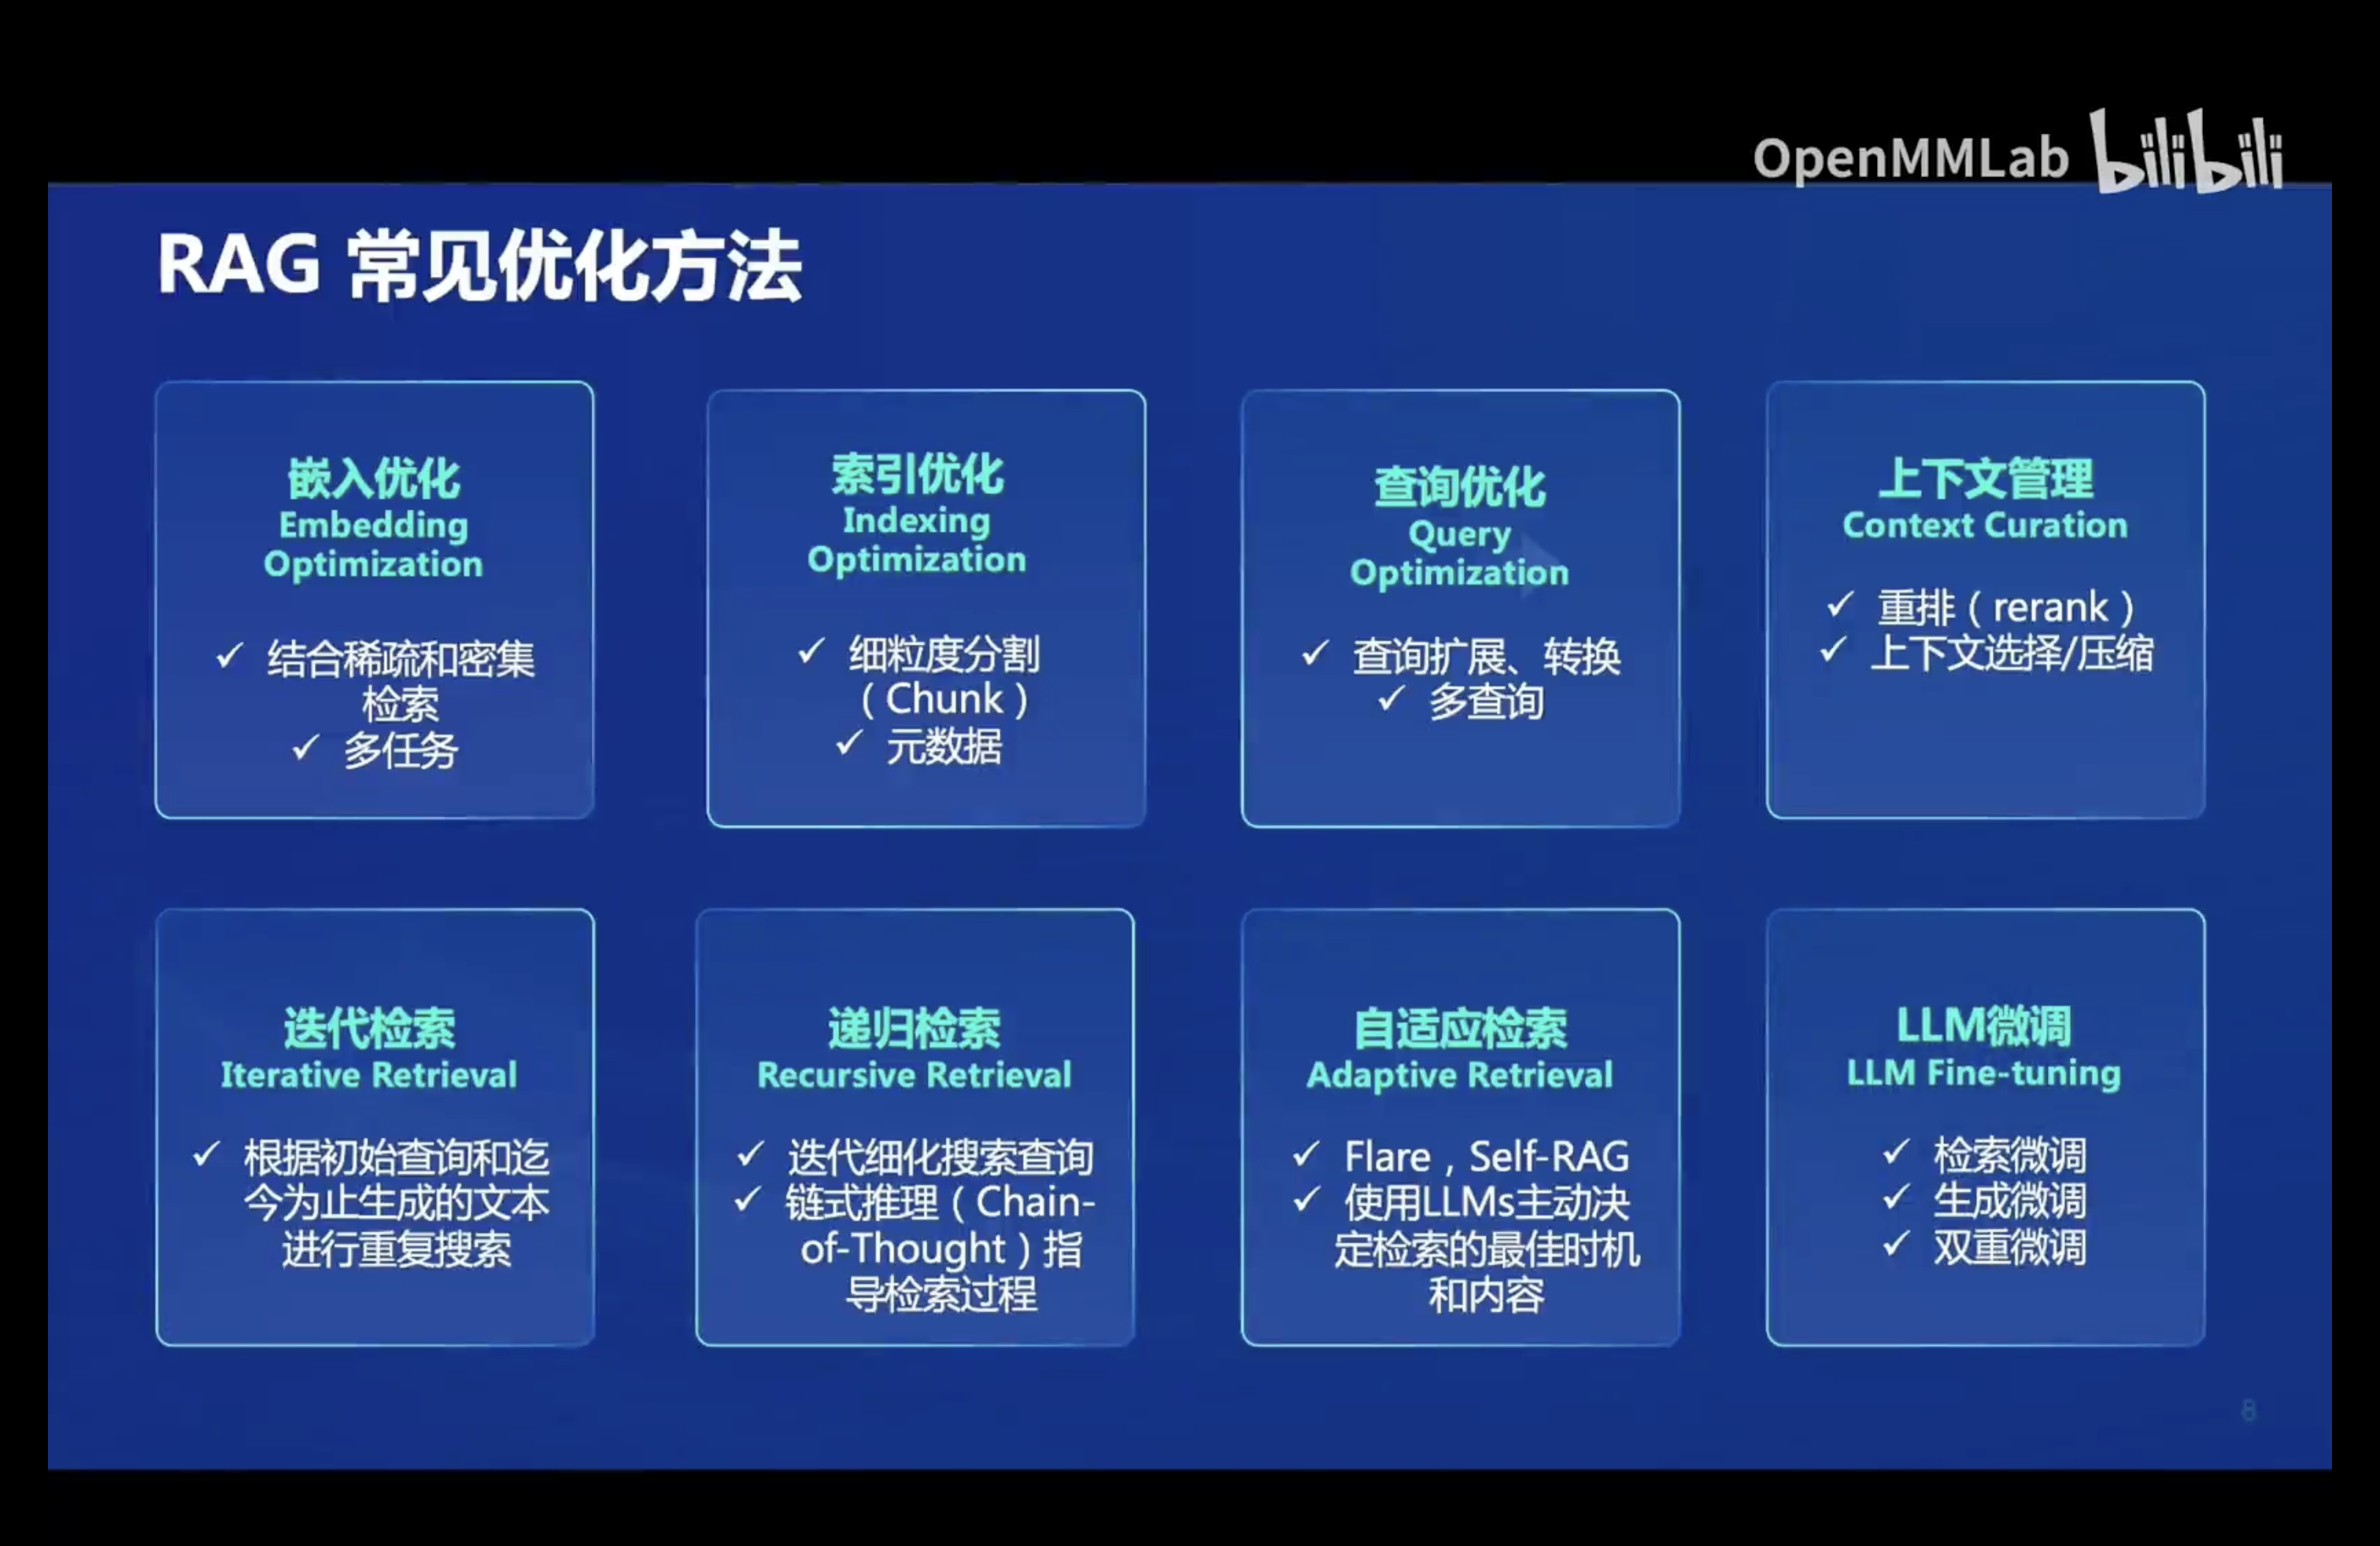 OpenMMLab bilibili
RAG 常见优化方法
嵌入优化
Embedding
Optimization
✓ 结合稀疏和密集
检索
✓ 多任务
索引优化
Indexing
Optimization
✓ 细粒度分割
（Chunk）
✓ 元数据
查询优化
Query
Optimization
✓ 查询扩展、转换
✓ 多查询
上下文管理
Context Curation
✓ 重排（rerank）
✓ 上下文选择/压缩
迭代检索
Iterative Retrieval
✓ 根据初始查询和迄
今为止生成的文本
进行重复搜索
递归检索
Recursive Retrieval
✓ 迭代细化搜索查询
✓ 链式推理（Chain-
of-Thought）指
导检索过程
自适应检索
Adaptive Retrieval
✓ Flare，Self-RAG
✓ 使用LLMs主动决
定检索的最佳时机
和内容
LLM微调
LLM Fine-tuning
✓ 检索微调
✓ 生成微调
✓ 双重微调
8